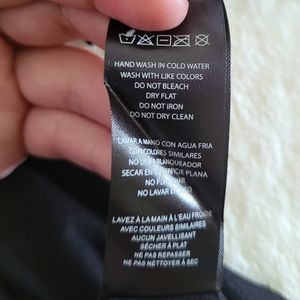 HAND WASH IN COLD WATER
WASH WITH LIKE COLORS
DO NOT BLEACH
DRY FLAT
DO NOT IRON
DO NOT DRY CLEAN
LAVAR A MANO CON AGUA FRIA
CON COLORES SIMILARES
NO BLANQUEADOR
SECAR EN PLANA
NO
NO LAVAR
LAVEZ À LA MAIN À L'EAU FROIDE
AVEC COULEURS SIMILAIRES
AUCUN JAVELLISANT
SÉCHER À PLAT
NE PAS REPASSER
NE PAS NETTOYER À SEC